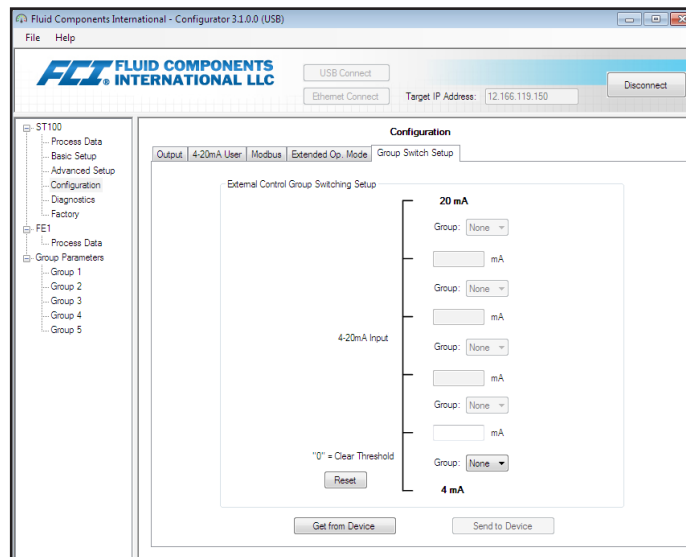 Fluid Components International - Configurator 3.1.0.0 (USB)
File Help
FCI. FLUID COMPONENTS
® INTERNATIONAL LLC
USB Connect
Ethernet Connect
Target IP Address: 12.166.119.150
Disconnect
ST100
Process Data
Basic Setup
Advanced Setup
Configuration
Diagnostics
Factory
FE1
Process Data
Group Parameters
Group 1
Group 2
Group 3
Group 4
Group 5
Configuration
Output 4-20mA User Modbus Extended Op. Mode Group Switch Setup
External Control Group Switching Setup
20 mA
Group: None
mA
Group: None
mA
4-20mA Input
Group: None
mA
Group: None
mA
"0" = Clear Threshold
Group: None
Reset
4 mA
Get from Device Send to Device